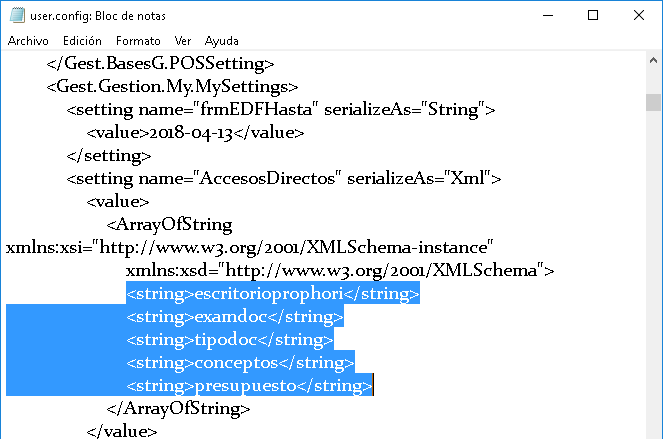 user.config: Bloc de notas
Archivo Edición Formato Ver Ayuda
</Gest.BasesG.POSSetting>
<Gest.Gestion.My.MySettings>
<setting name="frmEDFHasta" serializeAs="String">
<value>2018-04-13</value>
</setting>
<setting name="AccesosDirectos" serializeAs="Xml">
<value>
<ArrayOfString
xmlns:xsi="http://www.w3.org/2001/XMLSchema-instance"
xmlns:xsd="http://www.w3.org/2001/XMLSchema">
<string>escritorioprophori</string>
<string>examdoc</string>
<string>tipodoc</string>
<string>conceptos</string>
<string>presupuesto</string>
</ArrayOfString>
</value>